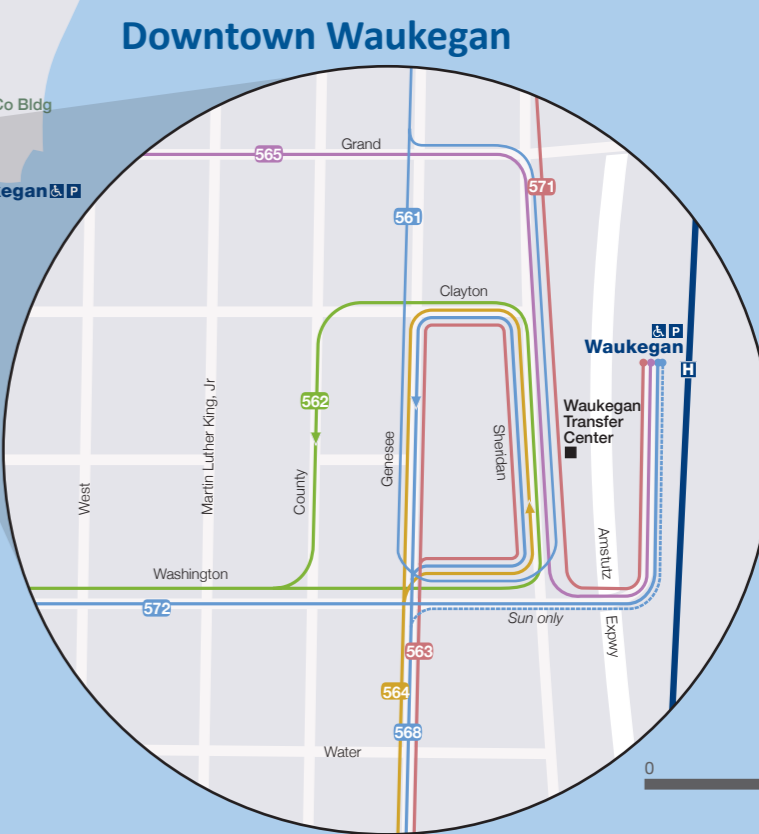 Downtown Waukegan
Co Bldg
egan P
Grand
565
571
561
Clayton
P
Waukegan
H
562
Waukegan
Transfer
Center
Martin Luther King, Jr
Genesee
Sheridan
West
County
Amstutz
Washington
572
Sun only
Expwy
563
564
568
Water
0